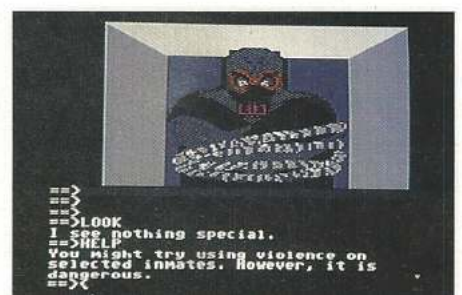 ==>
==>
==>
==>LOOK
I see nothing special.
==>HELP
You might try using violence on
selected inmates. However, it is
dangerous.
==>